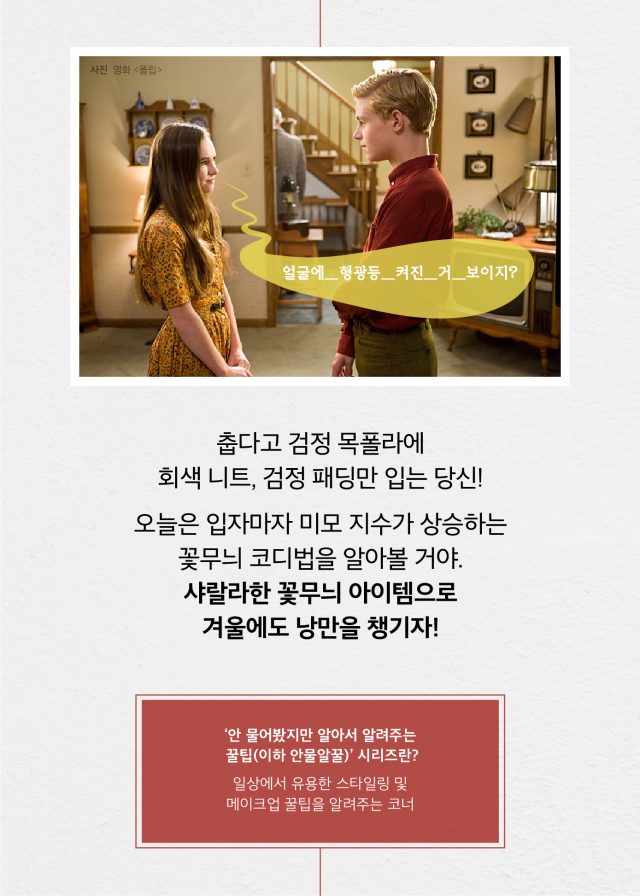 사진 영화 <플립>
얼굴에__형광등__켜진__거__보이지?
춥다고 검정 목폴라에
회색 니트, 검정 패딩만 입는 당신!
오늘은 입자마자 미모 지수가 상승하는
꽃무늬 코디법을 알아볼 거야.
샤랄라한 꽃무늬 아이템으로
겨울에도 낭만을 챙기자!
‘안 물어봤지만 알아서 알려주는
꿀팁(이하 안물알꿀)’ 시리즈란?
일상에서 유용한 스타일링 및
메이크업 꿀팁을 알려주는 코너